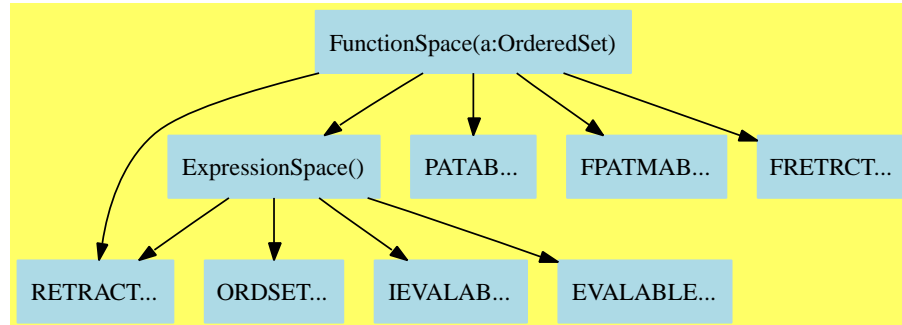 FunctionSpace(a:OrderedSet)
ExpressionSpace()
PATAB...
FPATMAB...
FRETRCT...
RETRACT...
ORDSET...
IEVALAB...
EVALABLE...